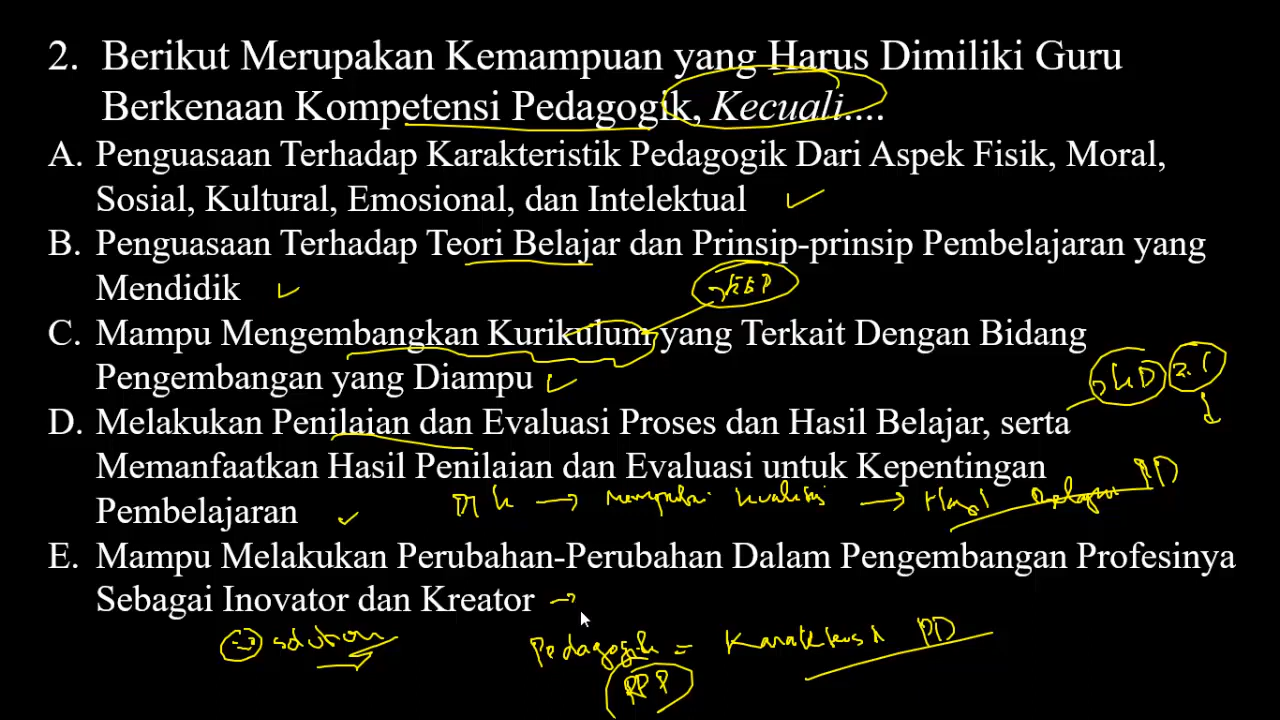 2. Berikut Merupakan Kemampuan yang Harus Dimiliki Guru
Berkenaan Kompetensi Pedagogik, Kecuali....
A. Penguasaan Terhadap Karakteristik Pedagogik Dari Aspek Fisik, Moral,
Sosial, Kultural, Emosional, dan Intelektual
B. Penguasaan Terhadap Teori Belajar dan Prinsip-prinsip Pembelajaran yang
Mendidik
C. Mampu Mengembangkan Kurikulum yang Terkait Dengan Bidang
Pengembangan yang Diampu
D. Melakukan Penilaian dan Evaluasi Proses dan Hasil Belajar, serta
Memanfaatkan Hasil Penilaian dan Evaluasi untuk Kepentingan
PD
Pembelajaran
kualitas Hasil
E. Mampu Melakukan Perubahan-Perubahan Dalam Pengembangan Profesinya
Sebagai Inovator dan Kreator
solution
Pedagogik = PD
RPP